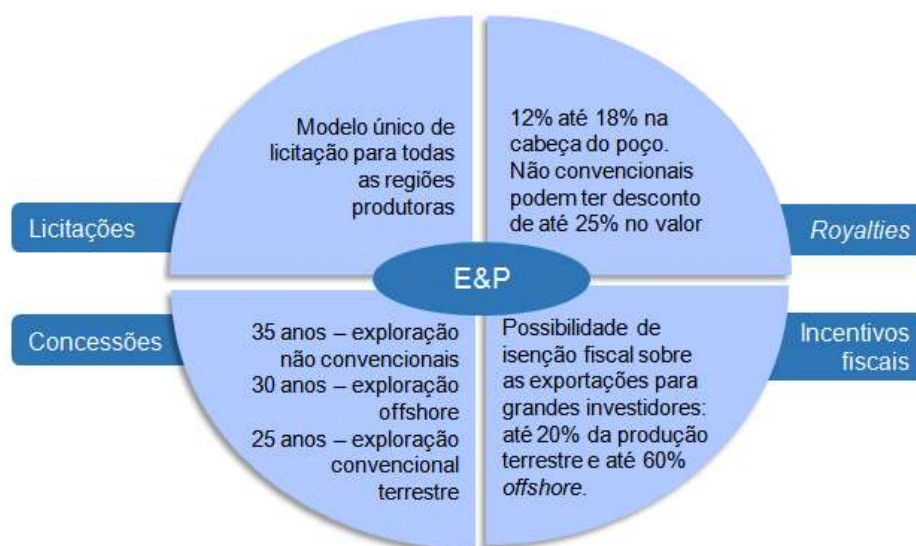 Licitações
Modelo único de
licitação para todas
as regiões
produtoras
12% até 18% na
cabeça do poço.
Não convencionais
podem ter desconto
de até 25% no valor
Royalties
E&P
Concessões
35 anos – exploração
não convencionais
30 anos – exploração
offshore
25 anos – exploração
convencional
terrestre
Possibilidade de
isenção fiscal sobre
as exportações para
grandes investidores:
até 20% da produção
terrestre e até 60%
offshore.
Incentivos
fiscais